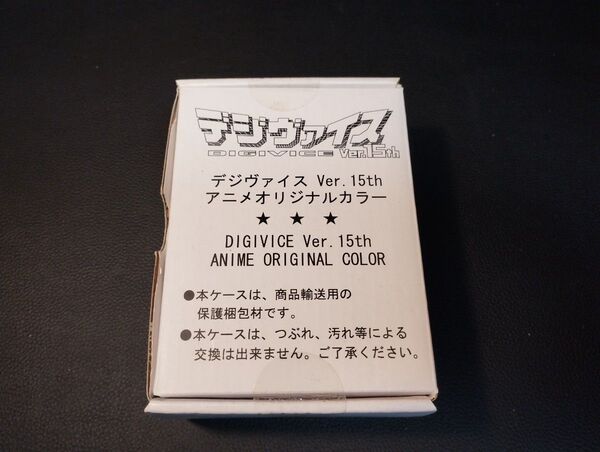 デジヴァイス
DIGIVICE Ver.15th
デジヴァイス Ver.15th
アニメオリジナルカラー
★ ★ ★
DIGIVICE Ver.15th
ANIME ORIGINAL COLOR
●本ケースは、商品輸送用の
保護梱包材です。
●本ケースは、つぶれ、汚れ等による
交換は出来ません。ご了承ください。